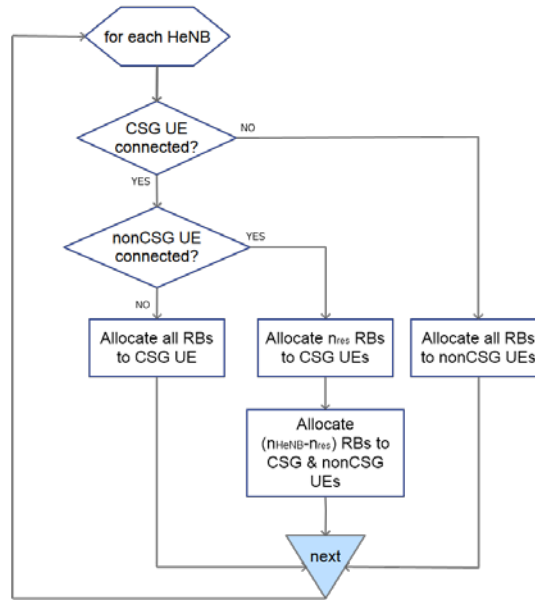 for each HeNB
CSG UE
connected?
NO
YES
nonCSG UE
connected?
YES
NO
Allocate all RBs
to CSG UE
Allocate nres RBs
to CSG UEs
Allocate all RBs
to nonCSG UEs
Allocate
(nHeNB-nres) RBs to
CSG & nonCSG
UEs
next